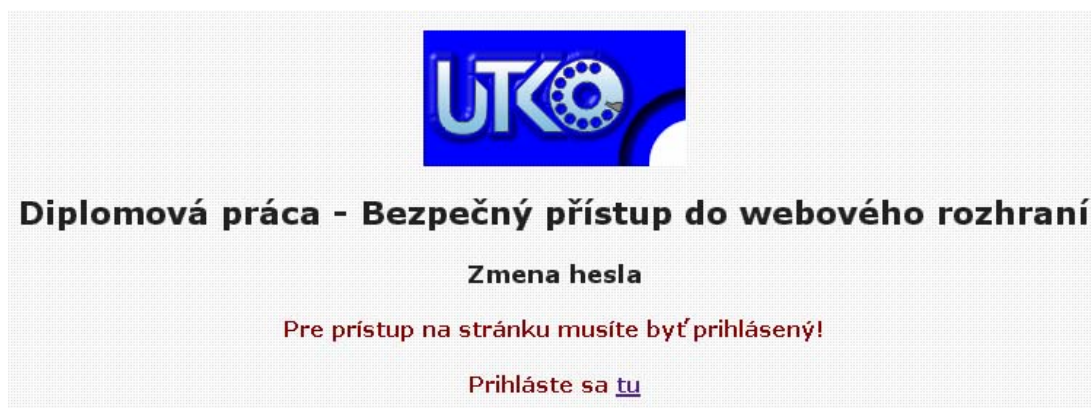 UTKO
Diplomová práca - Bezpečný přístup do webového rozhraní
Zmena hesla
Pre prístup na stránku musíte byť prihlásený!
Prihláste sa tu